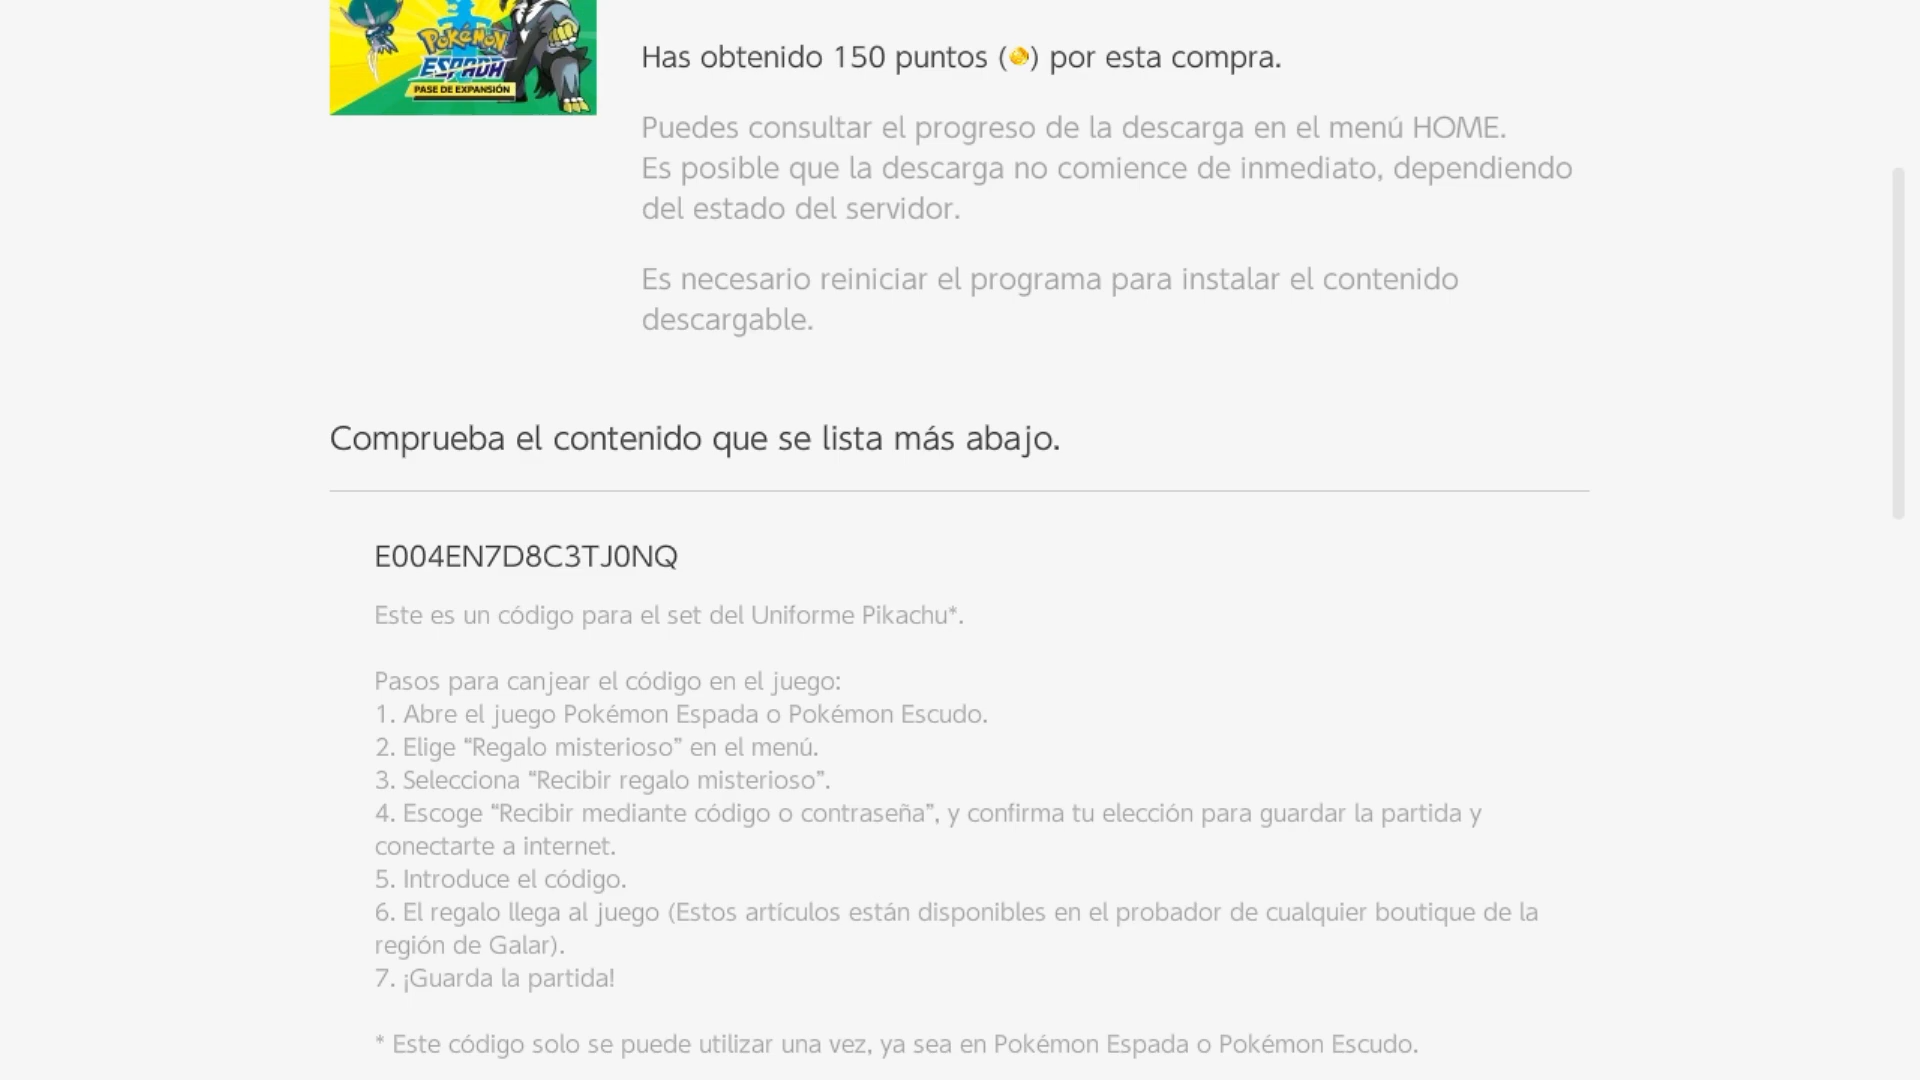 Pokémon
ESPADA
PASE DE EXPANSIÓN
Has obtenido 150 puntos () por esta compra.
Puedes consultar el progreso de la descarga en el menú HOME.
Es posible que la descarga no comience de inmediato, dependiendo
del estado del servidor.
Es necesario reiniciar el programa para instalar el contenido
descargable.
Comprueba el contenido que se lista más abajo.
E004EN7D8C3TJ0NQ
Este es un código para el set del Uniforme Pikachu*.
Pasos para canjear el código en el juego:
1. Abre el juego Pokémon Espada o Pokémon Escudo.
2. Elige “Regalo misterioso” en el menú.
3. Selecciona “Recibir regalo misterioso”.
4. Escoge “Recibir mediante código o contraseña”, y confirma tu elección para guardar la partida y
conectarte a internet.
5. Introduce el código.
6. El regalo llega al juego (Estos artículos están disponibles en el probador de cualquier boutique de la
región de Galar).
7. ¡Guarda la partida!
* Este código solo se puede utilizar una vez, ya sea en Pokémon Espada o Pokémon Escudo.